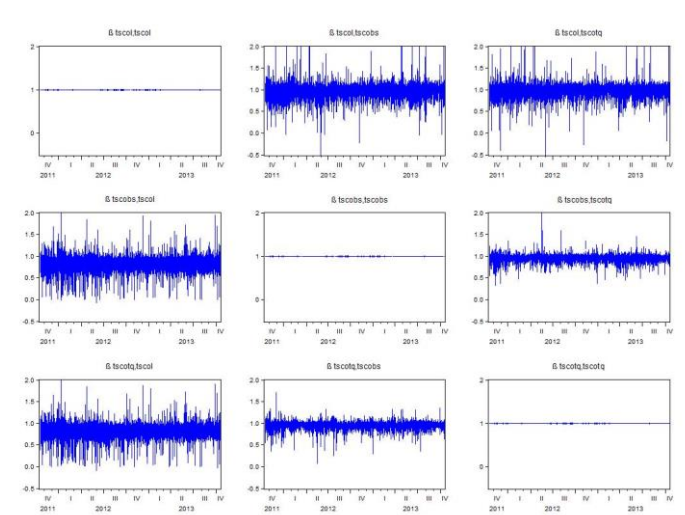 ß tscol,tscol
ß tscol,tscobs
ß tscol,tscotq
2
1
0
IV I II III IV I II III IV
2011 2012 2013
2.0
1.5
1.0
0.5
0.0
-0.5
IV I II III IV I II III IV
2011 2012 2013
2.0
1.5
1.0
0.5
0.0
-0.5
IV I II III IV I II III IV
2011 2012 2013
ß tscobs,tscol
ß tscobs,tscobs
ß tscobs,tscotq
2.0
1.5
1.0
0.5
0.0
-0.5
IV I II III IV I II III IV
2011 2012 2013
2
1
0
IV I II III IV I II III IV
2011 2012 2013
2.0
1.5
1.0
0.5
0.0
-0.5
IV I II III IV I II III IV
2011 2012 2013
ß tscotq,tscol
ß tscotq,tscobs
ß tscotq,tscotq
2.0
1.5
1.0
0.5
0.0
-0.5
IV I II III IV I II III IV
2011 2012 2013
2.0
1.5
1.0
0.5
0.0
-0.5
IV I II III IV I II III IV
2011 2012 2013
2
1
0
IV I II III IV I II III IV
2011 2012 2013